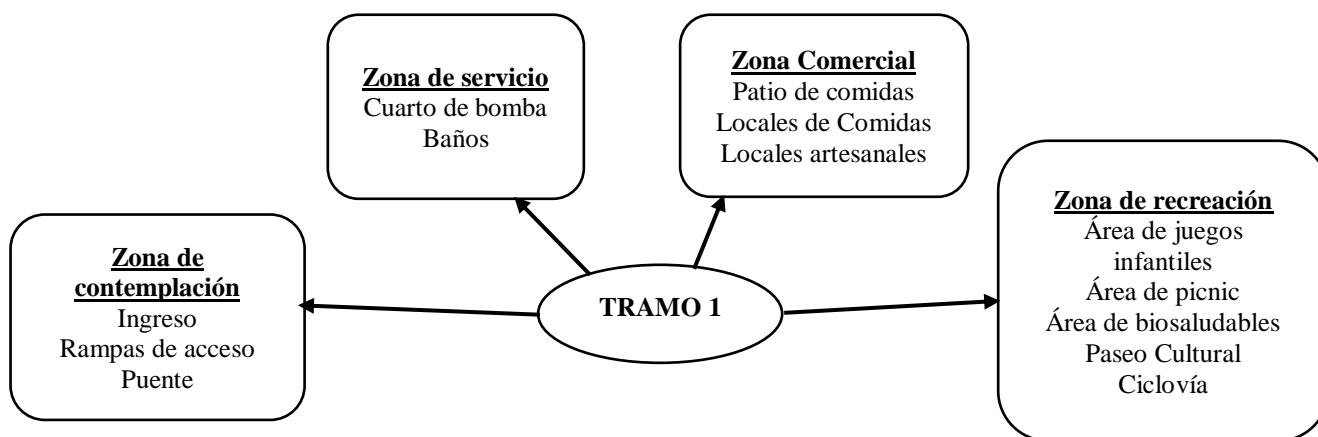 Zona de servicio
Cuarto de bomba
Baños
Zona Comercial
Patio de comidas
Locales de Comidas
Locales artesanales
Zona de recreación
Área de juegos
infantiles
Área de picnic
Área de biosaludables
Paseo Cultural
Ciclovía
Zona de
contemplación
Ingreso
Rampas de acceso
Puente
TRAMO 1